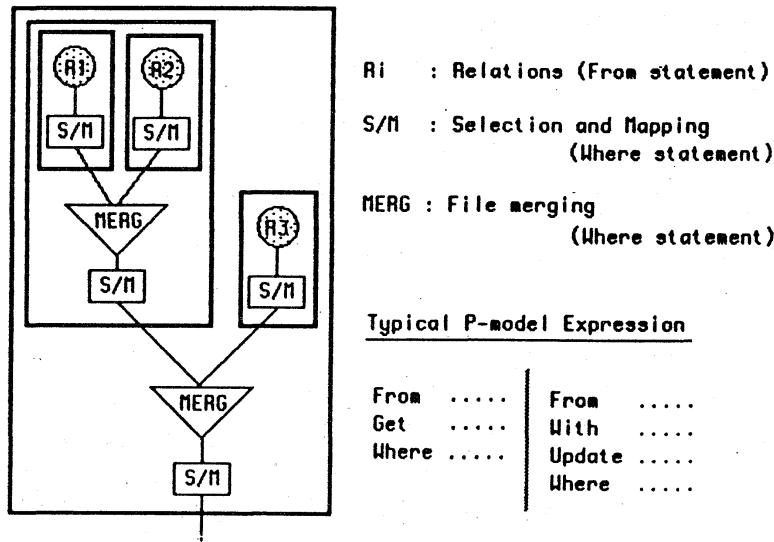 R1 R2
S/M S/M
MERG
R3
S/M S/M
MERG
S/M
Ri : Relations (From statement)
S/M : Selection and Mapping
(Where statement)
MERG : File merging
(Where statement)
Typical P-model Expression
From .....
Get .....
Where .....
From .....
With .....
Update .....
Where .....